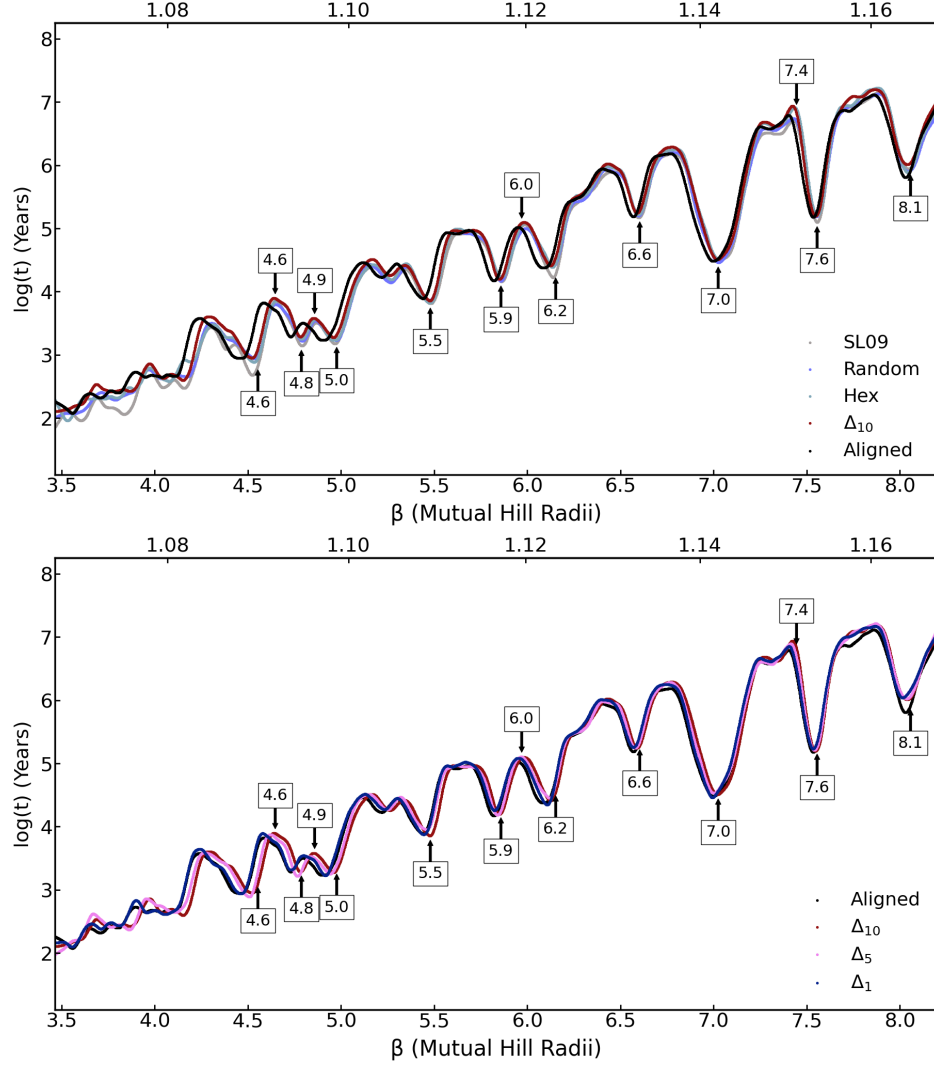 1.08 1.10 1.12 1.14 1.16
8
7
6
5
4
3
2
log(t) (Years)
7.4
6.0
8.1
4.6
4.9
6.6
7.0
7.6
5.9
6.2
5.5
4.6
4.8
5.0
SL09
Random
Hex
Δ₁₀
Aligned
3.5 4.0 4.5 5.0 5.5 6.0 6.5 7.0 7.5 8.0
β (Mutual Hill Radii)
1.08 1.10 1.12 1.14 1.16
8
7
6
5
4
3
2
log(t) (Years)
7.4
6.0
8.1
4.6
4.9
6.6
7.0
7.6
5.9
6.2
5.5
4.6
4.8
5.0
Aligned
Δ₁₀
Δ₅
Δ₁
3.5 4.0 4.5 5.0 5.5 6.0 6.5 7.0 7.5 8.0
β (Mutual Hill Radii)